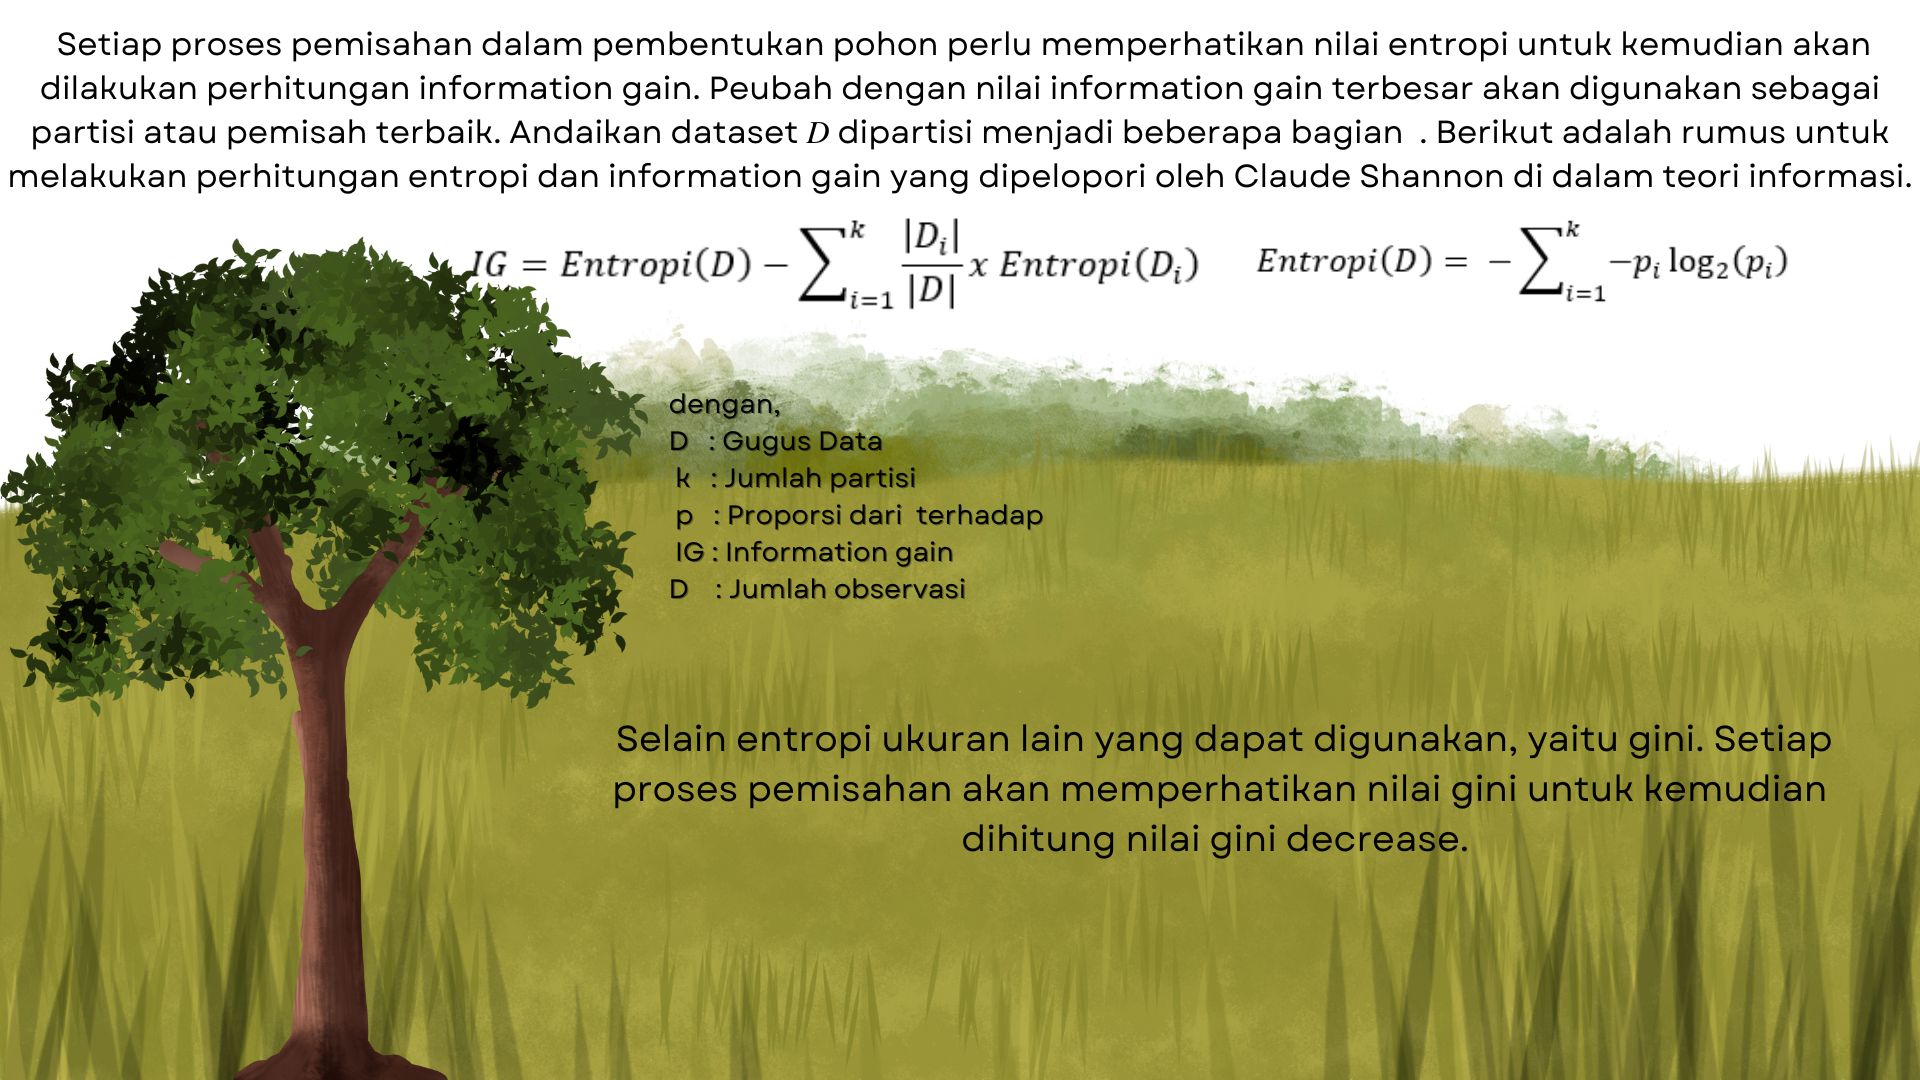 Setiap proses pemisahan dalam pembentukan pohon perlu memperhatikan nilai entropi untuk kemudian akan
dilakukan perhitungan information gain. Peubah dengan nilai information gain terbesar akan digunakan sebagai
partisi atau pemisah terbaik. Andaikan dataset D dipartisi menjadi beberapa bagian  . Berikut adalah rumus untuk
melakukan perhitungan entropi dan information gain yang dipelopori oleh Claude Shannon di dalam teori informasi.
IG = Entropi(D) − ∑_{i=1}^{k} |D_i|/|D| x Entropi(D_i)
Entropi(D) = − ∑_{i=1}^{k} −p_i log_2(p_i)
dengan,
D : Gugus Data
k : Jumlah partisi
p : Proporsi dari  terhadap
IG : Information gain
D : Jumlah observasi
Selain entropi ukuran lain yang dapat digunakan, yaitu gini. Setiap
proses pemisahan akan memperhatikan nilai gini untuk kemudian
dihitung nilai gini decrease.